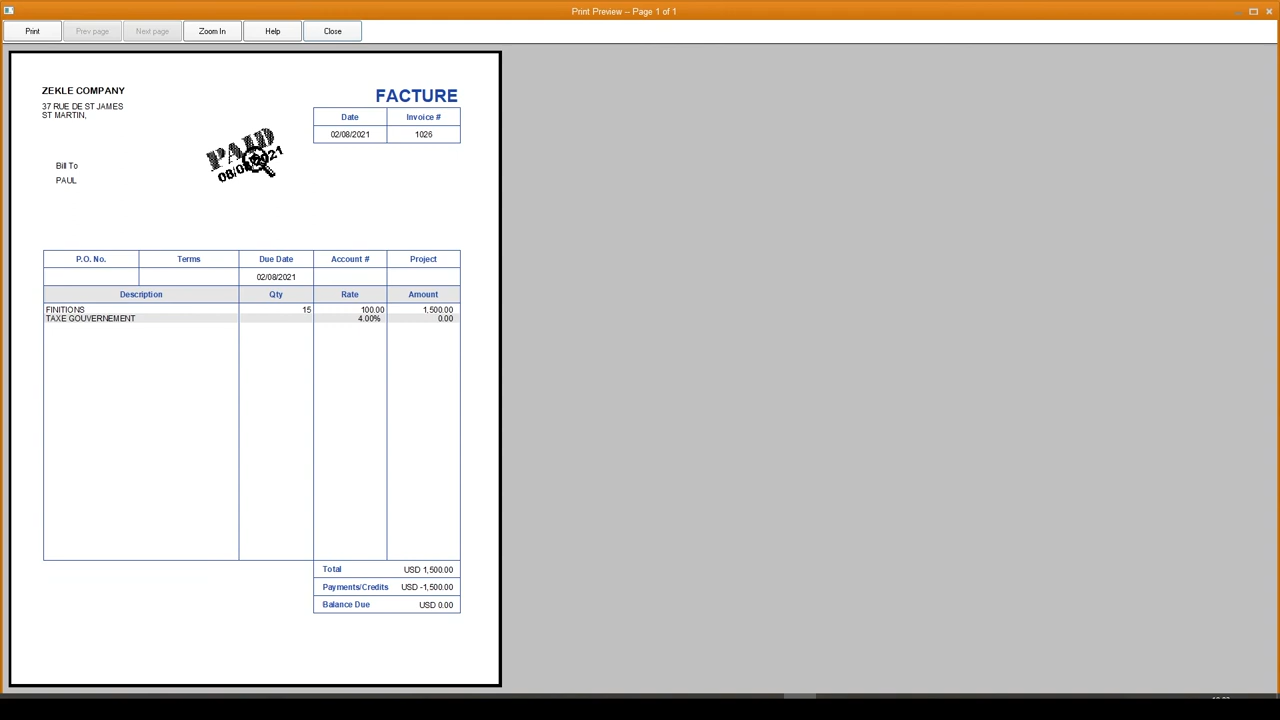 Print Preview -- Page 1 of 1
Print Prev page Next page Zoom In Help Close
ZEKLE COMPANY
37 RUE DE ST JAMES
ST MARTIN,
FACTURE
Date Invoice #
02/08/2021 1026
PAID
Bill To
PAUL
P.O. No. Terms Due Date Account # Project
02/08/2021
Description Qty Rate Amount
FINITIONS 15 100.00 1,500.00
TAXE GOUVERNEMENT 4.00% 0.00
Total USD 1,500.00
Payments/Credits USD -1,500.00
Balance Due USD 0.00